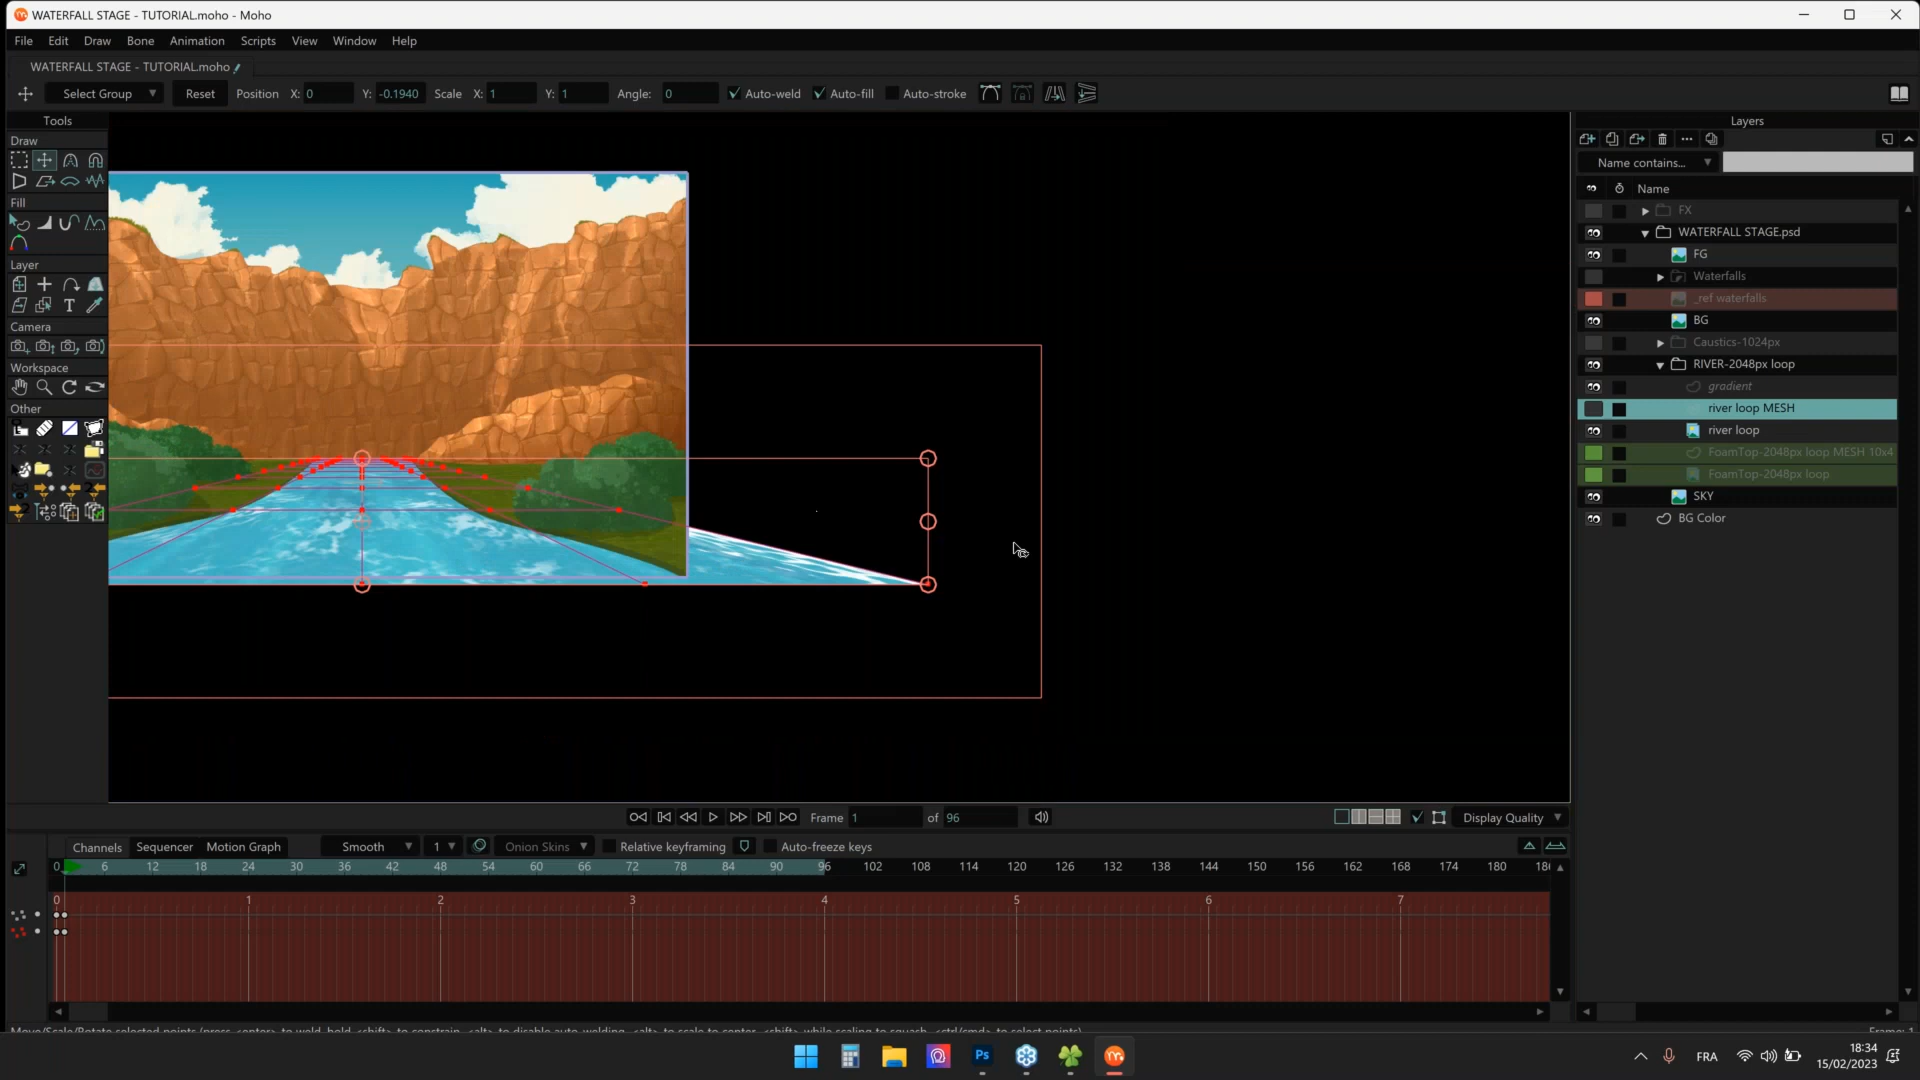 WATERFALL STAGE - TUTORIAL.moho - Moho
File Edit Draw Bone Animation Scripts View Window Help
WATERFALL STAGE - TUTORIAL.moho
Select Group Reset Position X: 0 Y: -0.1940 Scale X: 1 Y: 1 Angle: 0 Auto-weld Auto-fill Auto-stroke
Tools
Draw
Fill
Layer
Camera
Workspace
Other
Layers
Name contains...
Name
FX
WATERFALL STAGE.psd
FG
Waterfalls
_ref waterfalls
BG
Caustics-1024px
RIVER-2048px loop
gradient
river loop MESH
river loop
FoamTop-2048px loop MESH 10x4
FoamTop-2048px loop
SKY
BG Color
Frame 1 of 96 Display Quality
Channels Sequencer Motion Graph Smooth 1 Onion Skins Relative keyframing Auto-freeze keys
0 6 12 18 24 30 36 42 48 54 60 66 72 78 84 90 96 102 108 114 120 126 132 138 144 150 156 162 168 174 180
0 1 2 3 4 5 6 7
Move/Scale/Rotate selected points (press <enter> to weld, hold <shift> to constrain, <alt> to disable auto-welding, <alt> to scale to center, <shift> while scaling to squash, <ctrl/cmd> to select points) Frame: 1
Ps
FRA
18:34
15/02/2023